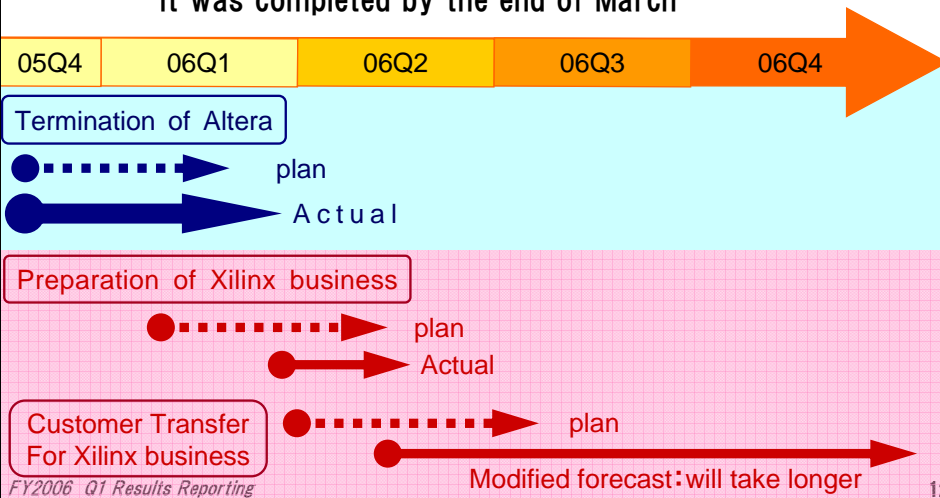 it was completed by the end of March
05Q4 06Q1 06Q2 06Q3 06Q4
Termination of Altera
plan
Actual
Preparation of Xilinx business
plan
Actual
Customer Transfer
For Xilinx business
plan
Modified forecast：will take longer
FY2006 Q1 Results Reporting